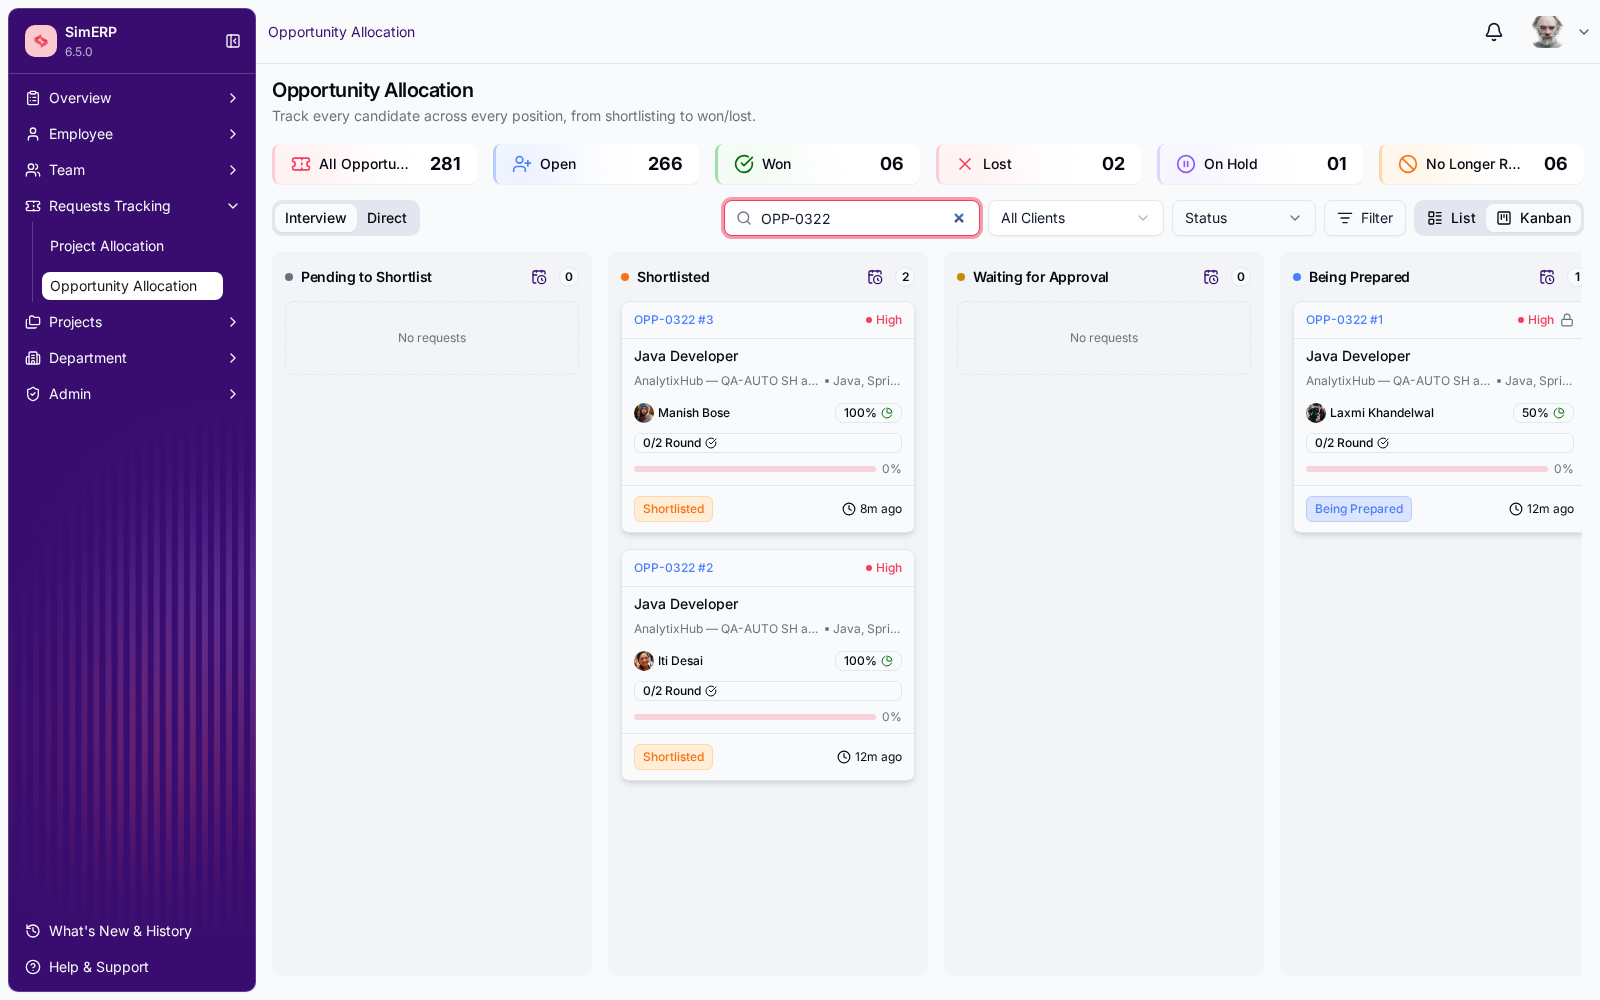 SimERP
6.5.0
Overview
Employee
Team
Requests Tracking
Project Allocation
Opportunity Allocation
Projects
Department
Admin
What's New & History
Help & Support
Opportunity Allocation
Opportunity Allocation
Track every candidate across every position, from shortlisting to won/lost.
All Opportu... 281
Open 266
Won 06
Lost 02
On Hold 01
No Longer R... 06
Interview Direct
OPP-0322
All Clients
Status
Filter
List Kanban
Pending to Shortlist 0
No requests
Shortlisted 2
OPP-0322 #3 High
Java Developer
AnalytixHub — QA-AUTO SH a... • Java, Spri...
Manish Bose 100%
0/2 Round
0%
Shortlisted 8m ago
OPP-0322 #2 High
Java Developer
AnalytixHub — QA-AUTO SH a... • Java, Spri...
Iti Desai 100%
0/2 Round
0%
Shortlisted 12m ago
Waiting for Approval 0
No requests
Being Prepared 1
OPP-0322 #1 High
Java Developer
AnalytixHub — QA-AUTO SH a... • Java, Spri...
Laxmi Khandelwal 50%
0/2 Round
0%
Being Prepared 12m ago